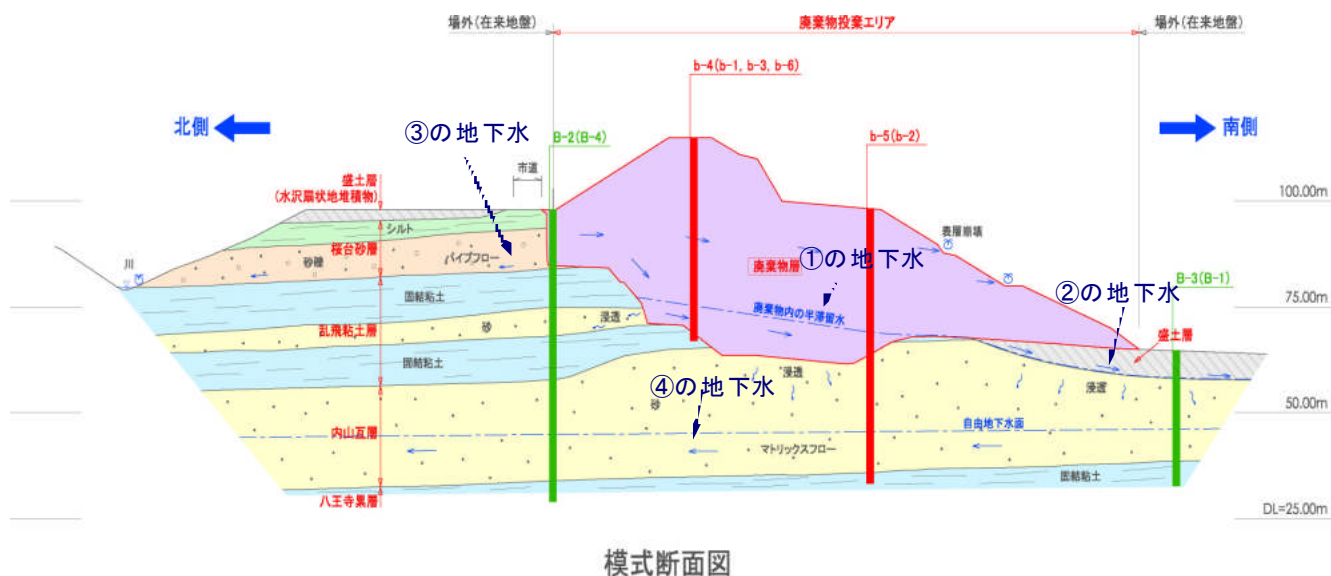 場外(在来地盤)
廃棄物投棄エリア
場外(在来地盤)
b-4(b-1, b-3, b-6)
北側
③の地下水
B-2(B-4)
b-5(b-2)
南側
市道
盛土層
(水沢扇状地堆積物)
100.00m
シルト
表層崩壊
桜台砂層
砂礫
パイプフロー
廃棄物層
①の地下水
川
B-3(B-1)
固結粘土
②の地下水
75.00m
廃棄物内の半滞留水
浸透
砂
乱飛粘土層
盛土層
固結粘土
浸透
④の地下水
浸透
砂
50.00m
内山互層
自由地下水面
マトリックスフロー
固結粘土
八王寺累層
DL=25.00m
模式断面図